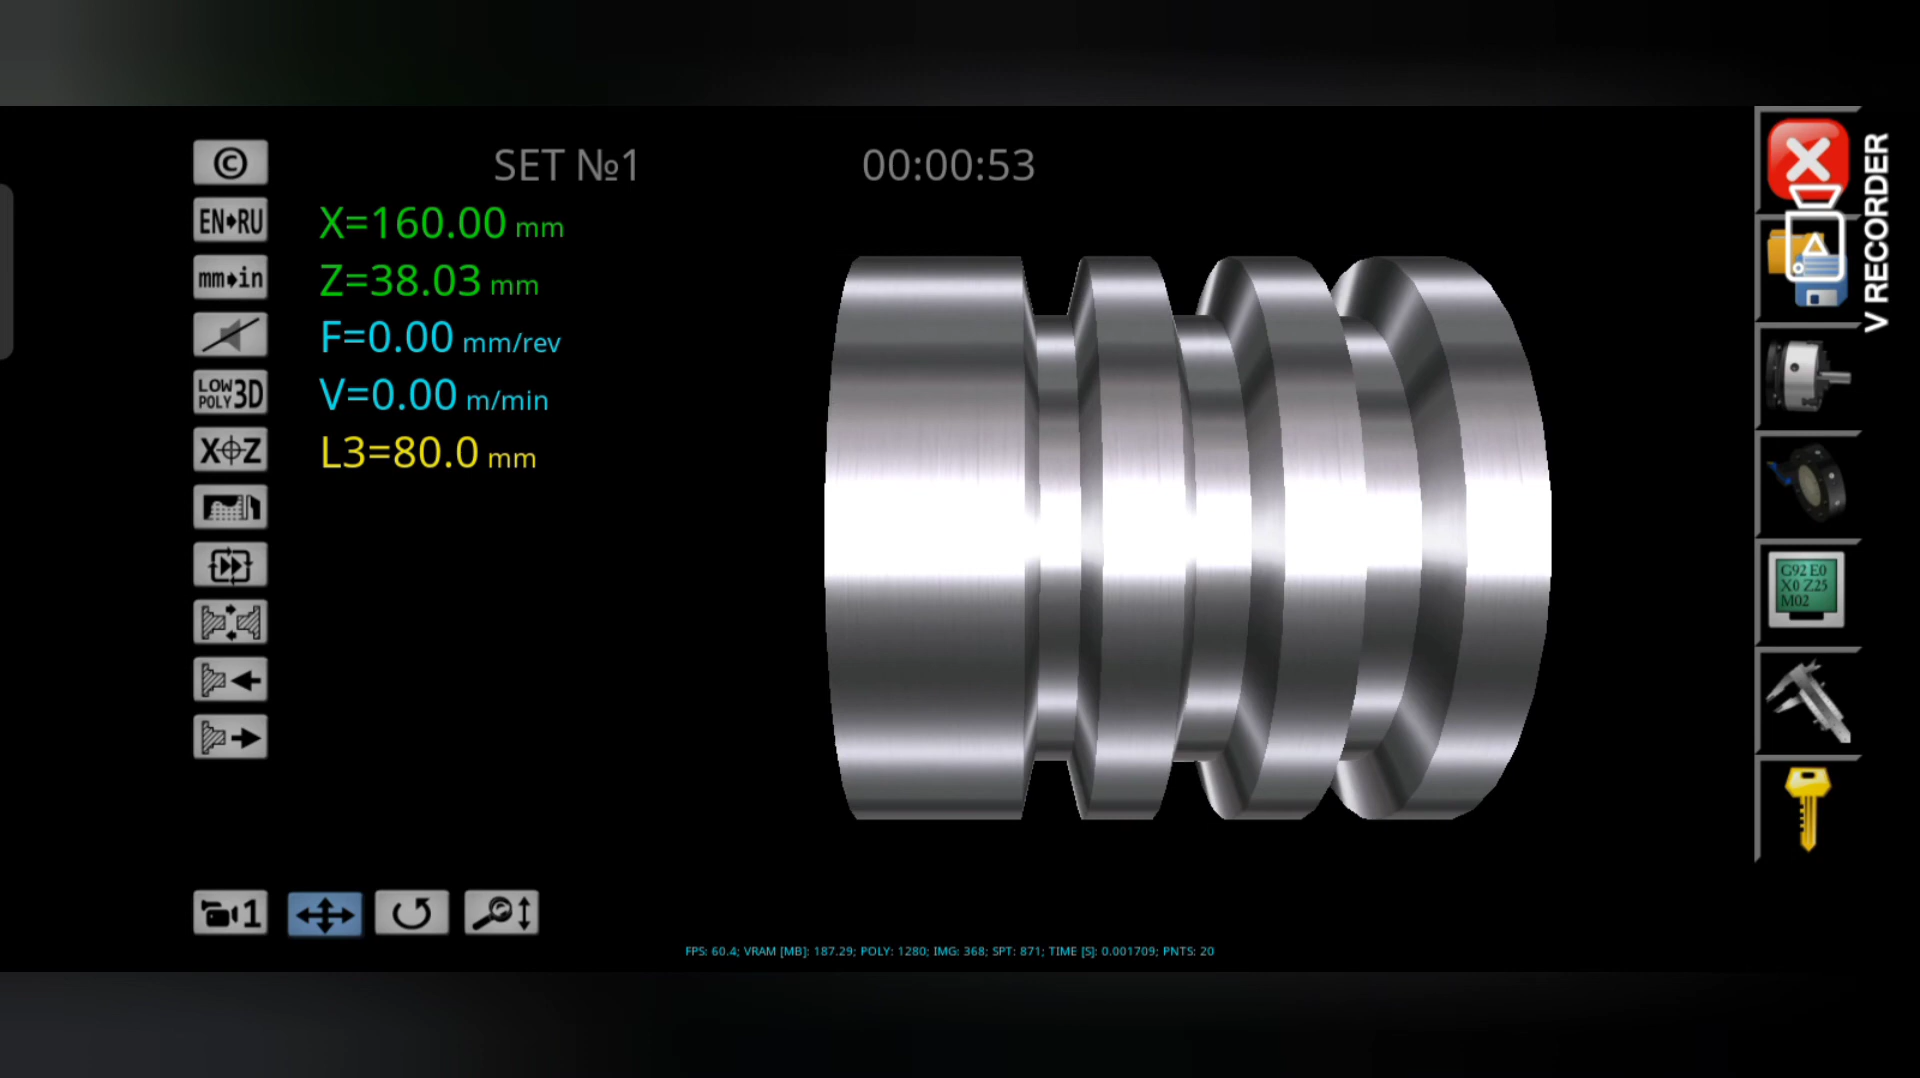 SET №1
00:00:53
©
EN→RU
X=160.00 mm
mm→in
Z=38.03 mm
F=0.00 mm/rev
LOW POLY 3D
V=0.00 m/min
X Z
L3=80.0 mm
V RECORDER
G92 E0
X0 Z25
M02
1
FPS: 60.4; VRAM [MB]: 187.29; POLY: 1280; IMG: 368; SPT: 871; TIME [S]: 0.001709; PNTS: 20